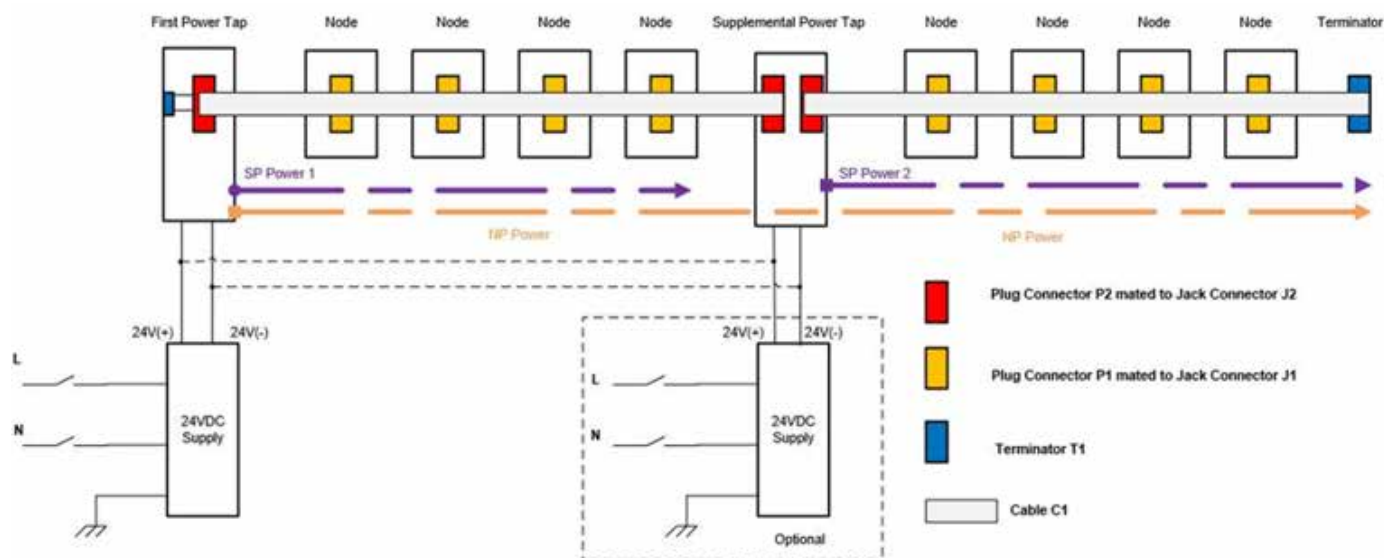 First Power Tap
Node
Node
Node
Node
Supplemental Power Tap
Node
Node
Node
Node
Terminator
SP Power 1
SP Power 2
NP Power
NP Power
24V(+)
24V(-)
24V(+)
24V(-)
L
N
24VDC
Supply
L
N
24VDC
Supply
Optional
Plug Connector P2 mated to Jack Connector J2
Plug Connector P1 mated to Jack Connector J1
Terminator T1
Cable C1